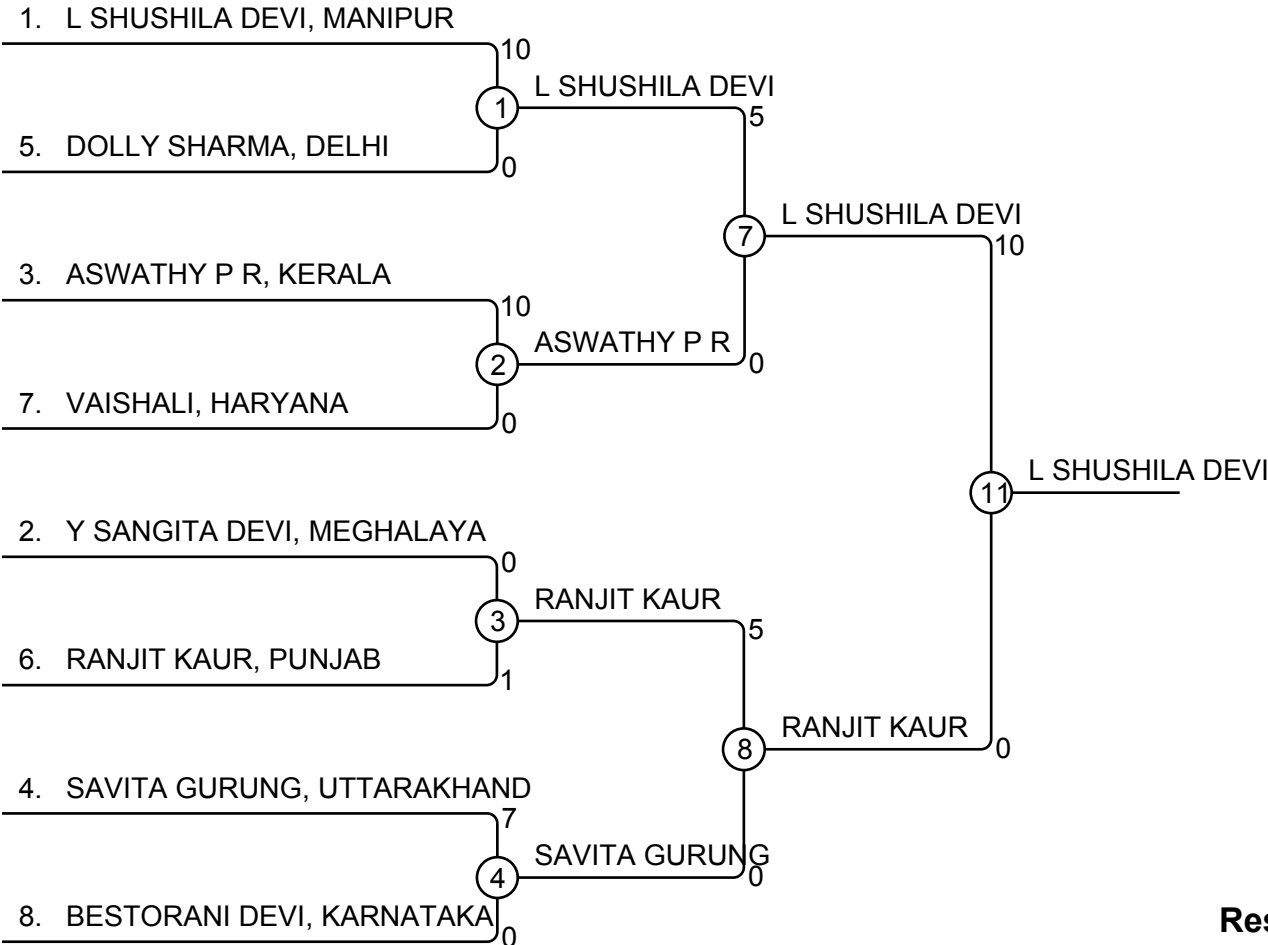 1. L SHUSHILA DEVI, MANIPUR
10
L SHUSHILA DEVI
1
5
5. DOLLY SHARMA, DELHI
0
L SHUSHILA DEVI
7
10
3. ASWATHY P R, KERALA
10
ASWATHY P R
2
0
7. VAISHALI, HARYANA
0
L SHUSHILA DEVI
11
2. Y SANGITA DEVI, MEGHALAYA
0
RANJIT KAUR
3
5
6. RANJIT KAUR, PUNJAB
1
RANJIT KAUR
8
0
4. SAVITA GURUNG, UTTARAKHAND
7
SAVITA GURUNG
4
0
8. BESTORANI DEVI, KARNATAKA
0